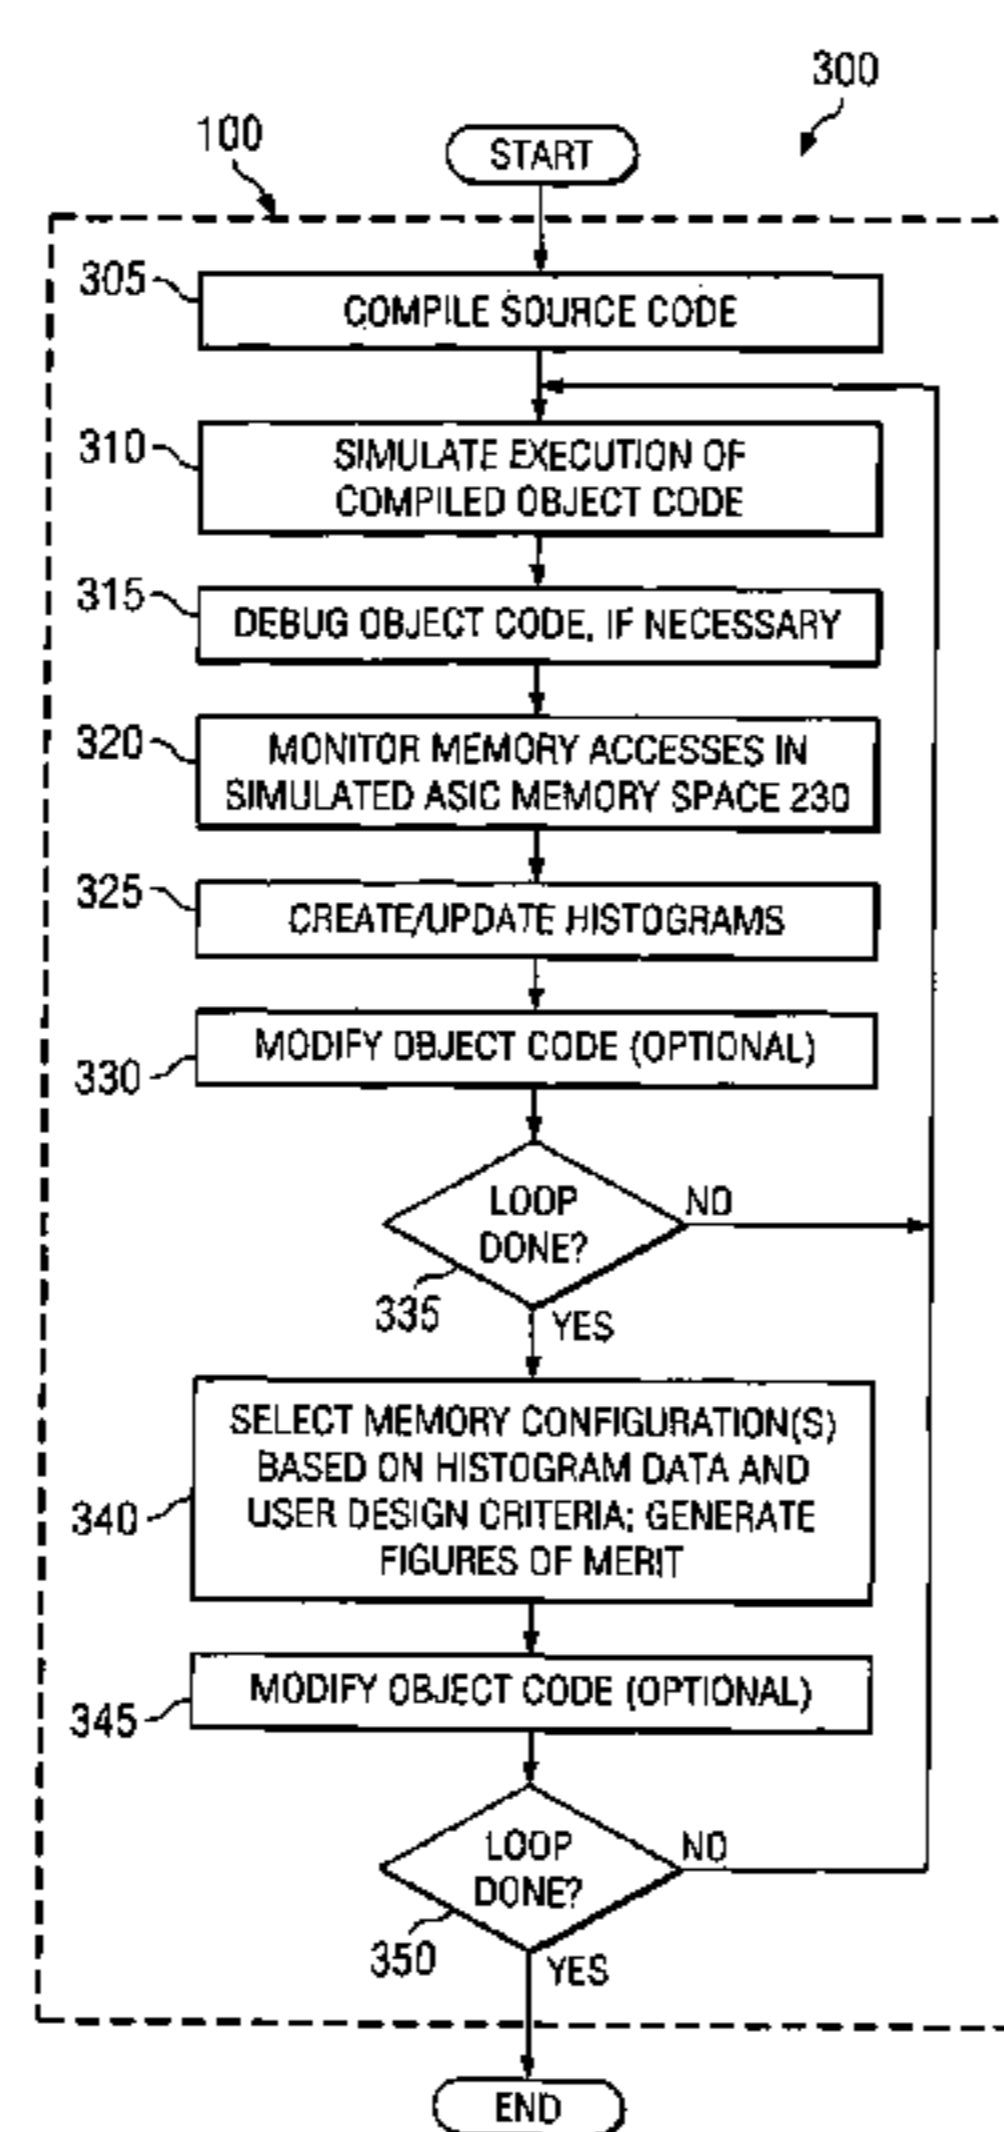 300
100
START
305
COMPILE SOURCE CODE
310
SIMULATE EXECUTION OF
COMPILED OBJECT CODE
315
DEBUG OBJECT CODE, IF NECESSARY
320
MONITOR MEMORY ACCESSES IN
SIMULATED ASIC MEMORY SPACE 230
325
CREATE/UPDATE HISTOGRAMS
330
MODIFY OBJECT CODE (OPTIONAL)
LOOP
DONE?
NO
335
YES
340
SELECT MEMORY CONFIGURATION(S)
BASED ON HISTOGRAM DATA AND
USER DESIGN CRITERIA; GENERATE
FIGURES OF MERIT
345
MODIFY OBJECT CODE (OPTIONAL)
LOOP
DONE?
NO
350
YES
END